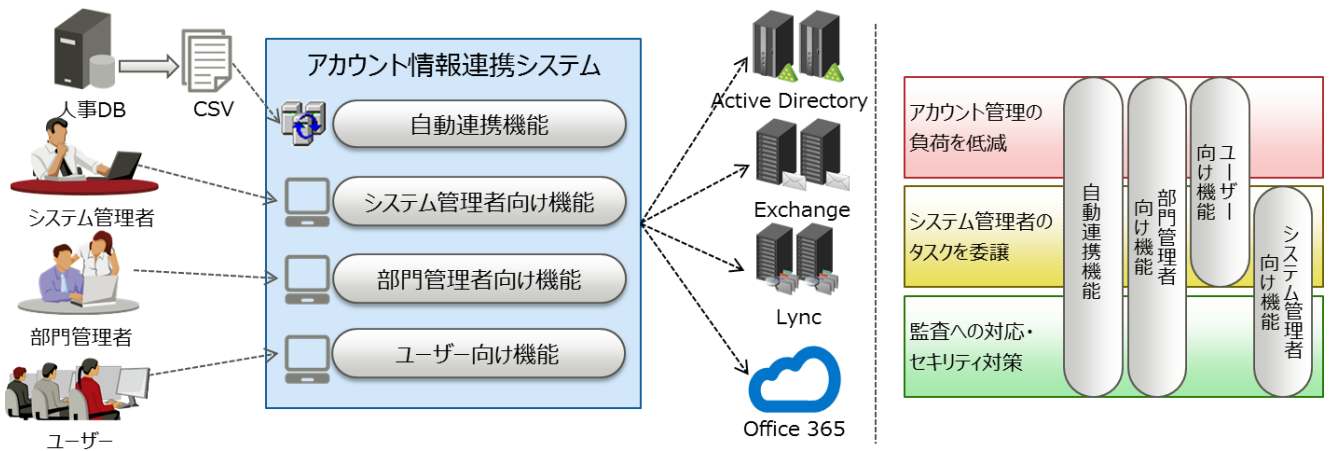 人事DB
CSV
システム管理者
部門管理者
ユーザー
アカウント情報連携システム
自動連携機能
システム管理者向け機能
部門管理者向け機能
ユーザー向け機能
Active Directory
Exchange
Lync
Office 365
アカウント管理の
負荷を低減
システム管理者の
タスクを委譲
監査への対応・
セキリティ対策
自動連携機能
部門管理者
向け機能
ユーザー
向け機能
システム管理者
向け機能